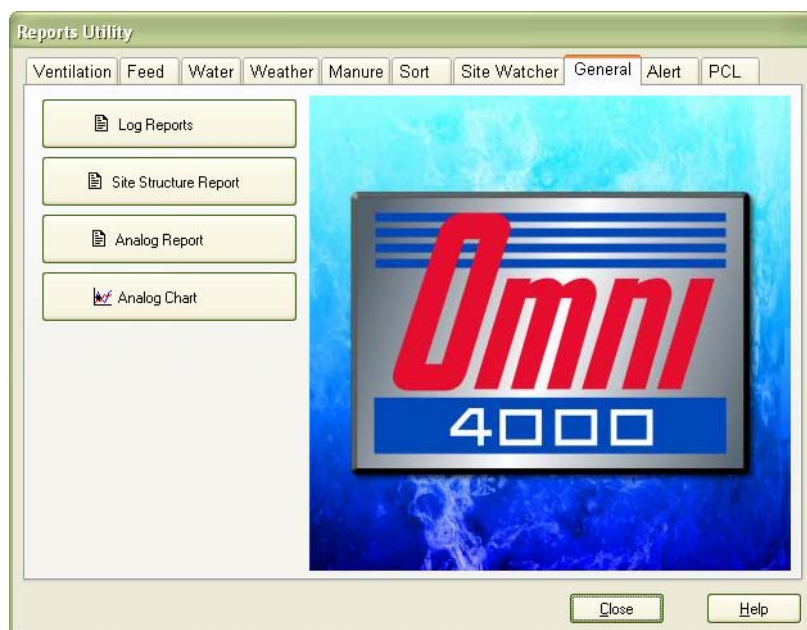 Reports Utility
Ventilation Feed Water Weather Manure Sort Site Watcher General Alert PCL
Log Reports
Site Structure Report
Analog Report
Analog Chart
Omni
4000
Close Help